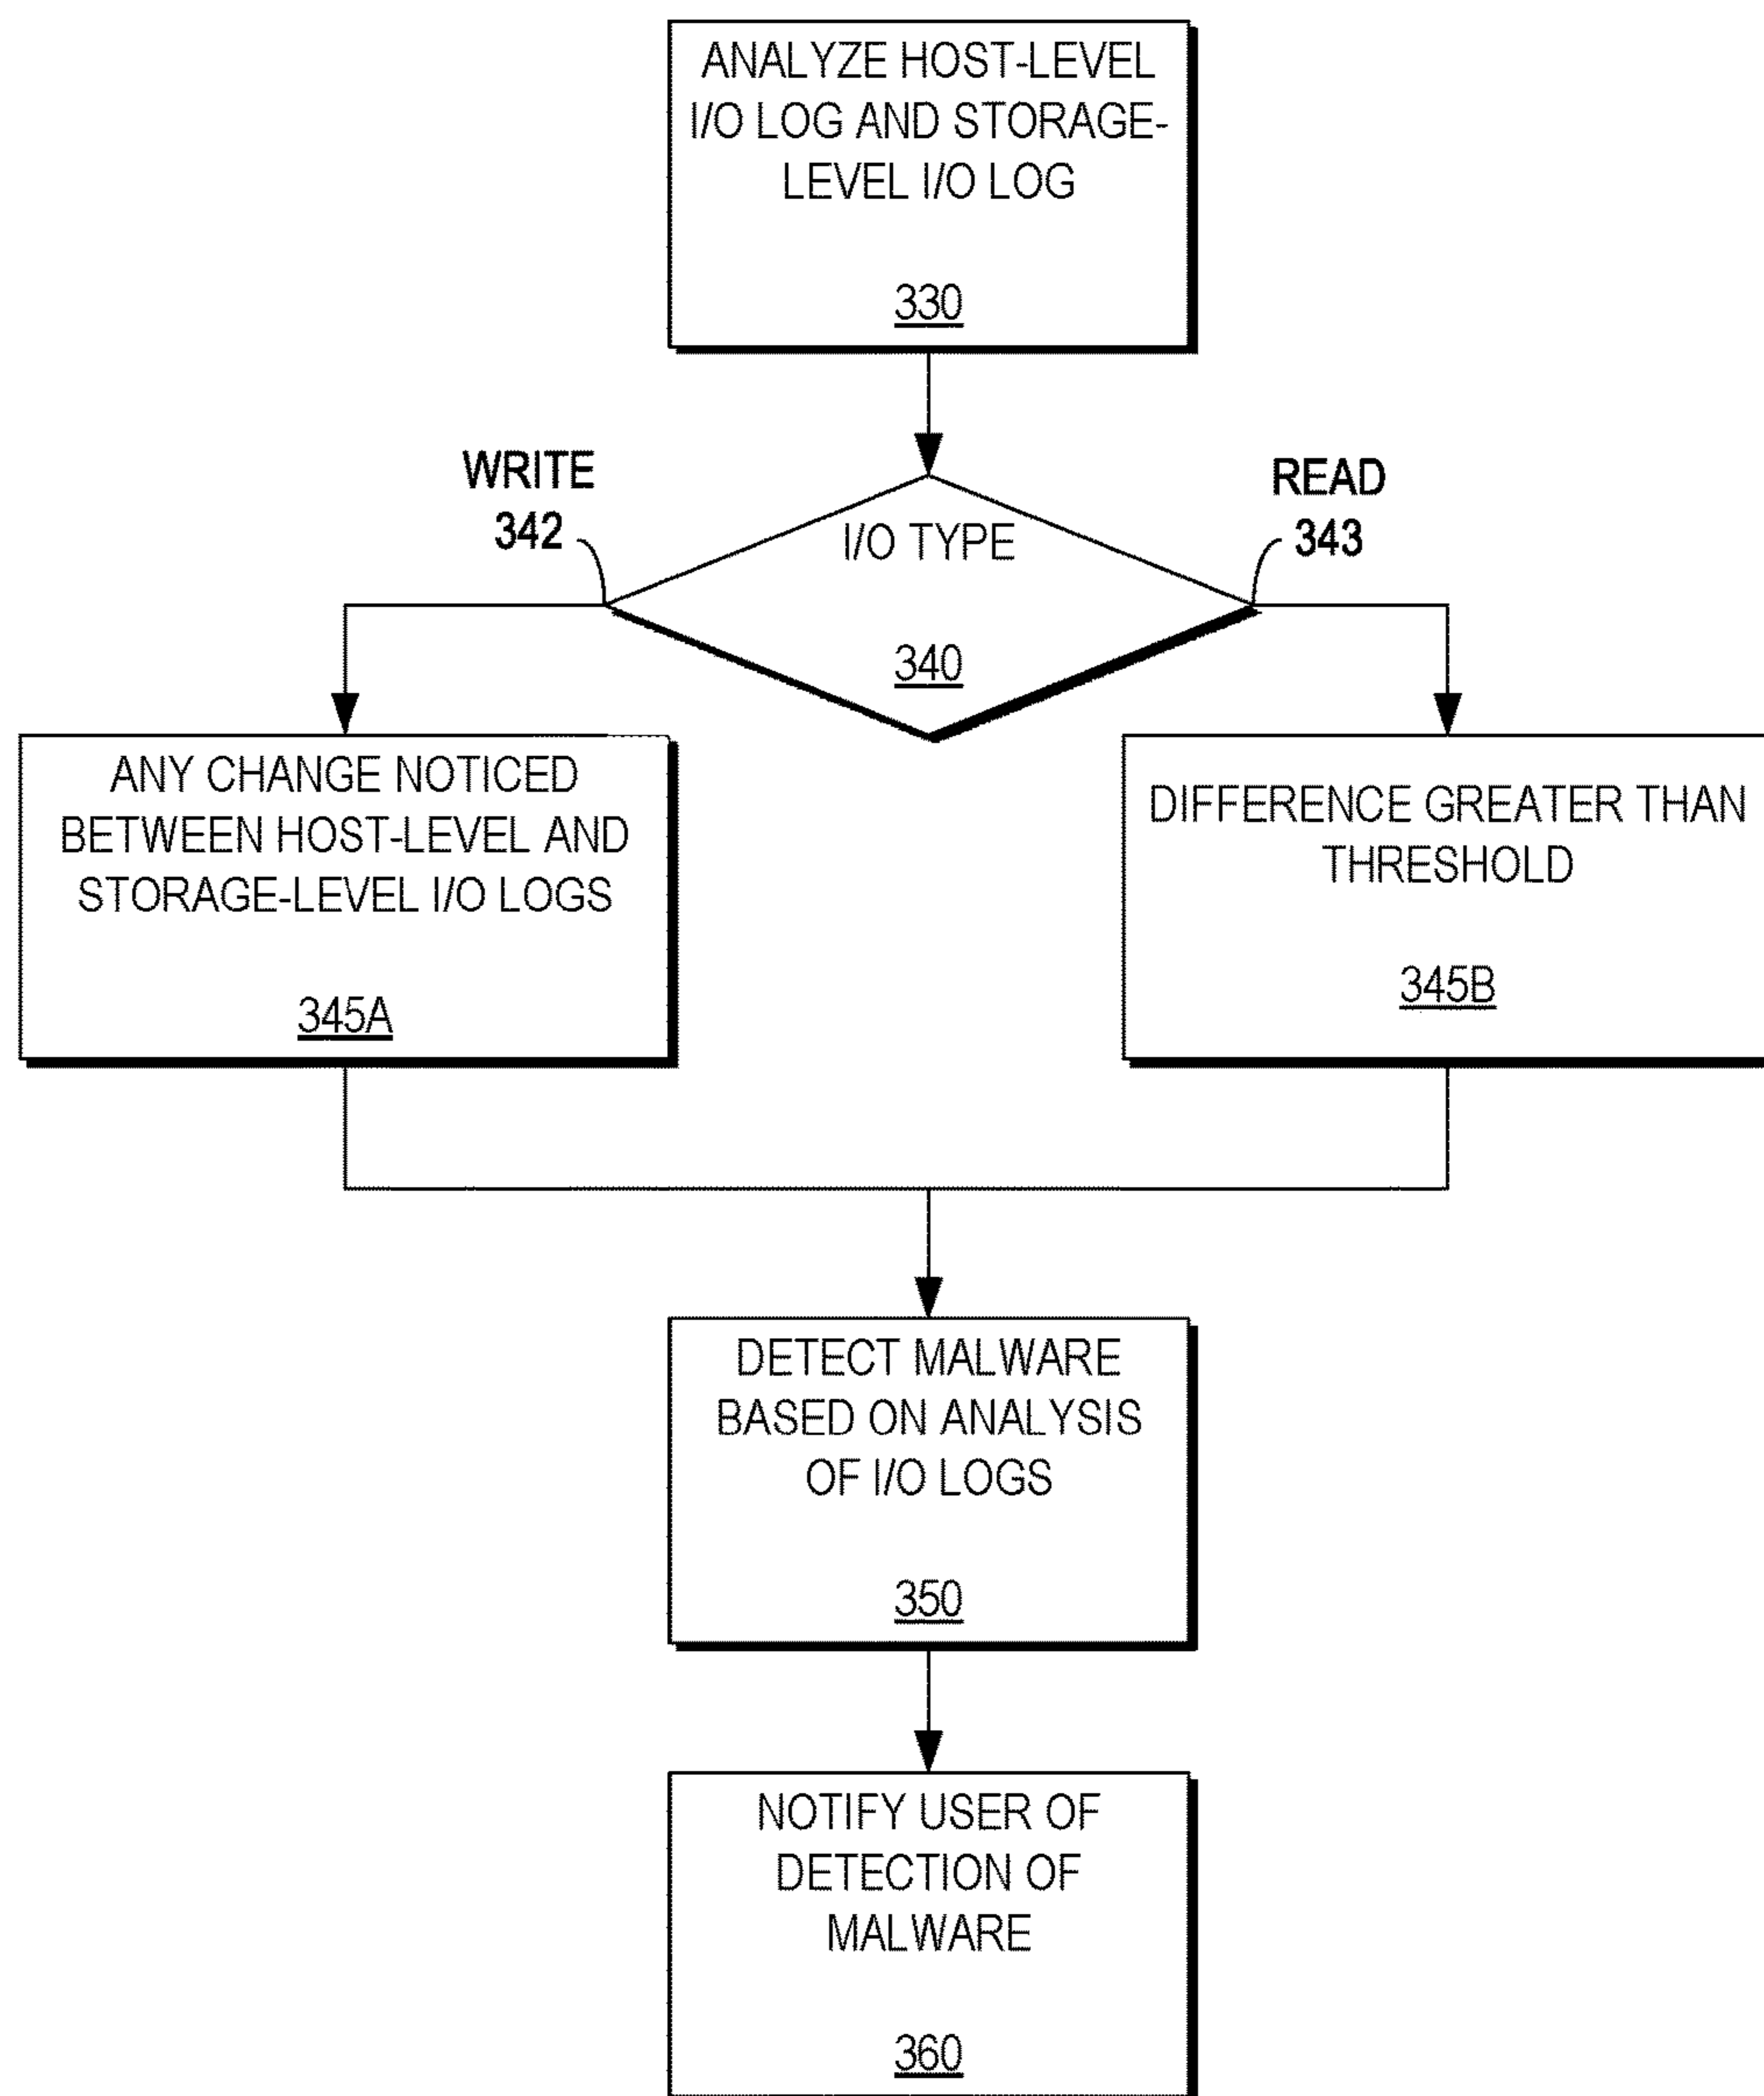 ANALYZE HOST-LEVEL
I/O LOG AND STORAGE-
LEVEL I/O LOG
330
WRITE
342
I/O TYPE
340
READ
343
ANY CHANGE NOTICED
BETWEEN HOST-LEVEL AND
STORAGE-LEVEL I/O LOGS
345A
DIFFERENCE GREATER THAN
THRESHOLD
345B
DETECT MALWARE
BASED ON ANALYSIS
OF I/O LOGS
350
NOTIFY USER OF
DETECTION OF
MALWARE
360